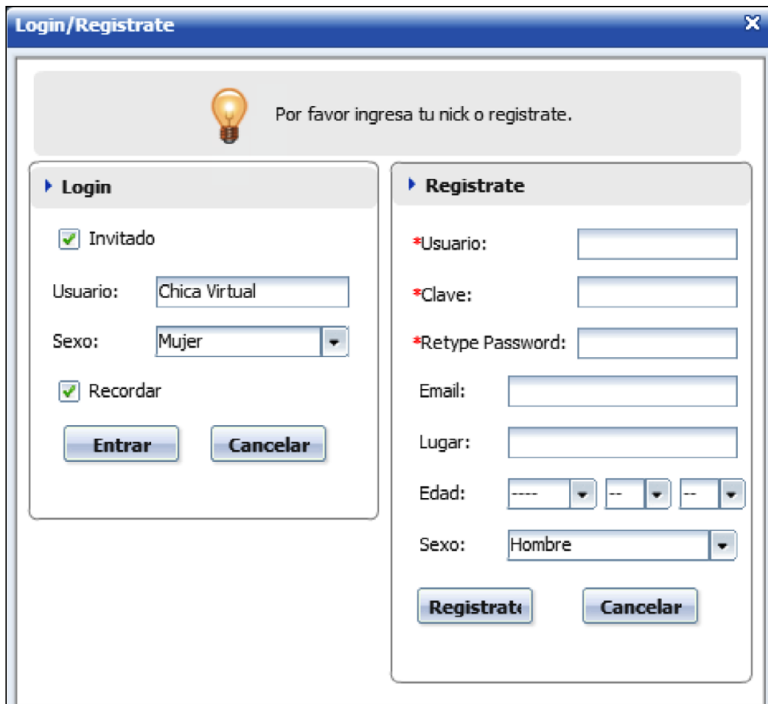 Login/Registrate
Por favor ingresa tu nick o registrate.
Login
Invitado
Usuario: Chica Virtual
Sexo: Mujer
Recordar
Entrar Cancelar
Registrate
*Usuario:
*Clave:
*Retype Password:
Email:
Lugar:
Edad: ---- -- --
Sexo: Hombre
Registrate Cancelar